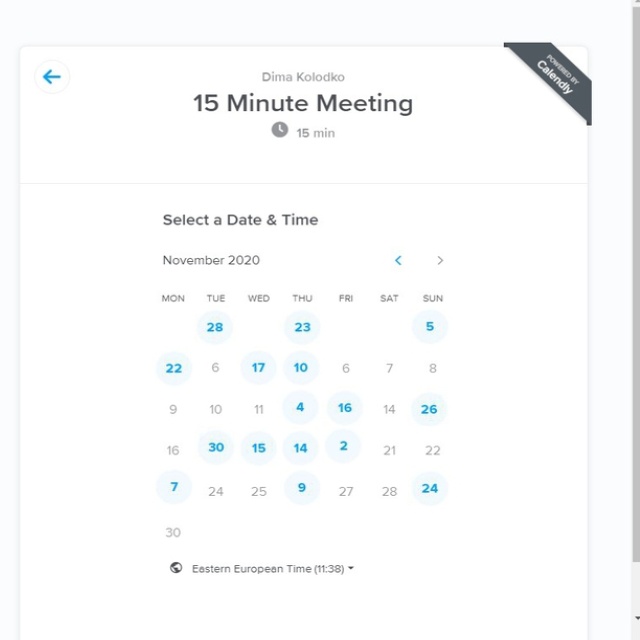 POWERED BY
Calendly
Dima Kolodko
15 Minute Meeting
15 min
Select a Date & Time
November 2020
MON TUE WED THU FRI SAT SUN
28 23 5
22 6 17 10 6 7 8
9 10 11 4 16 14 26
16 30 15 14 2 21 22
7 24 25 9 27 28 24
30
Eastern European Time (11:38)